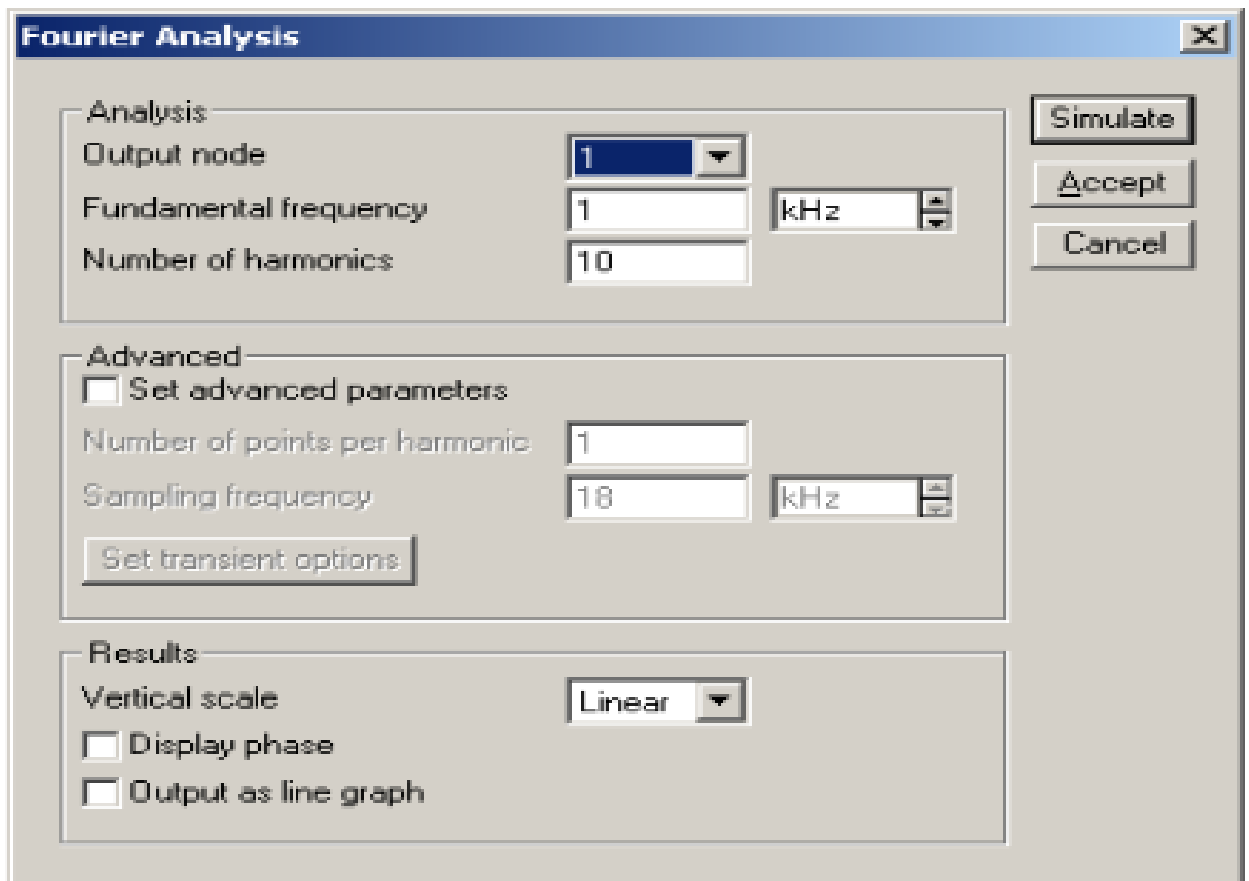 Fourier Analysis
Analysis
Simulate
Output node 1
Accept
Fundamental frequency 1 kHz
Cancel
Number of harmonics 10
Advanced
Set advanced parameters
Number of points per harmonic 1
Sampling frequency 18 kHz
Set transient options
Results
Vertical scale Linear
Display phase
Output as line graph